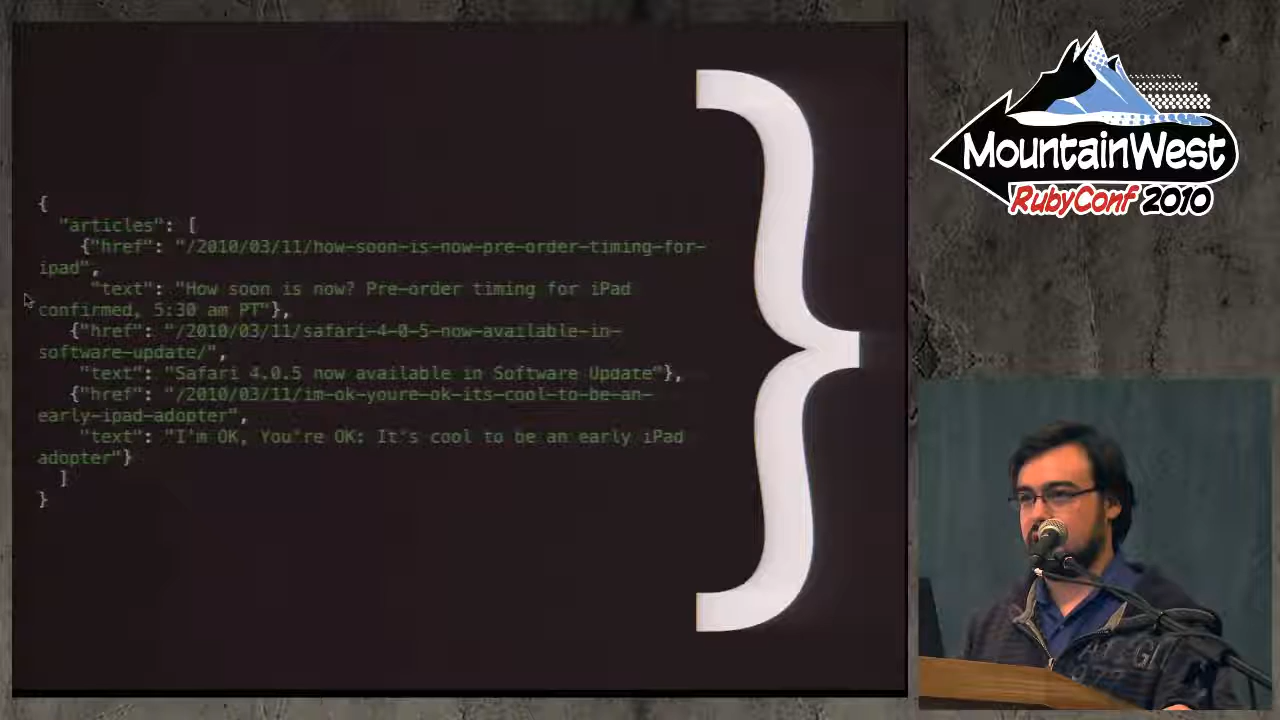 {
"articles": [
{"href": "/2010/03/11/how-soon-is-now-pre-order-timing-for-
ipad",
"text": "How soon is now? Pre-order timing for iPad
confirmed, 5:30 am PT"},
{"href": "/2010/03/11/safari-4-0-5-now-available-in-
software-update/",
"text": "Safari 4.0.5 now available in Software Update"},
{"href": "/2010/03/11/im-ok-youre-ok-its-cool-to-be-an-
early-ipad-adopter",
"text": "I'm OK, You're OK: It's cool to be an early iPad
adopter"}
]
}
}
MountainWest
RubyConf 2010